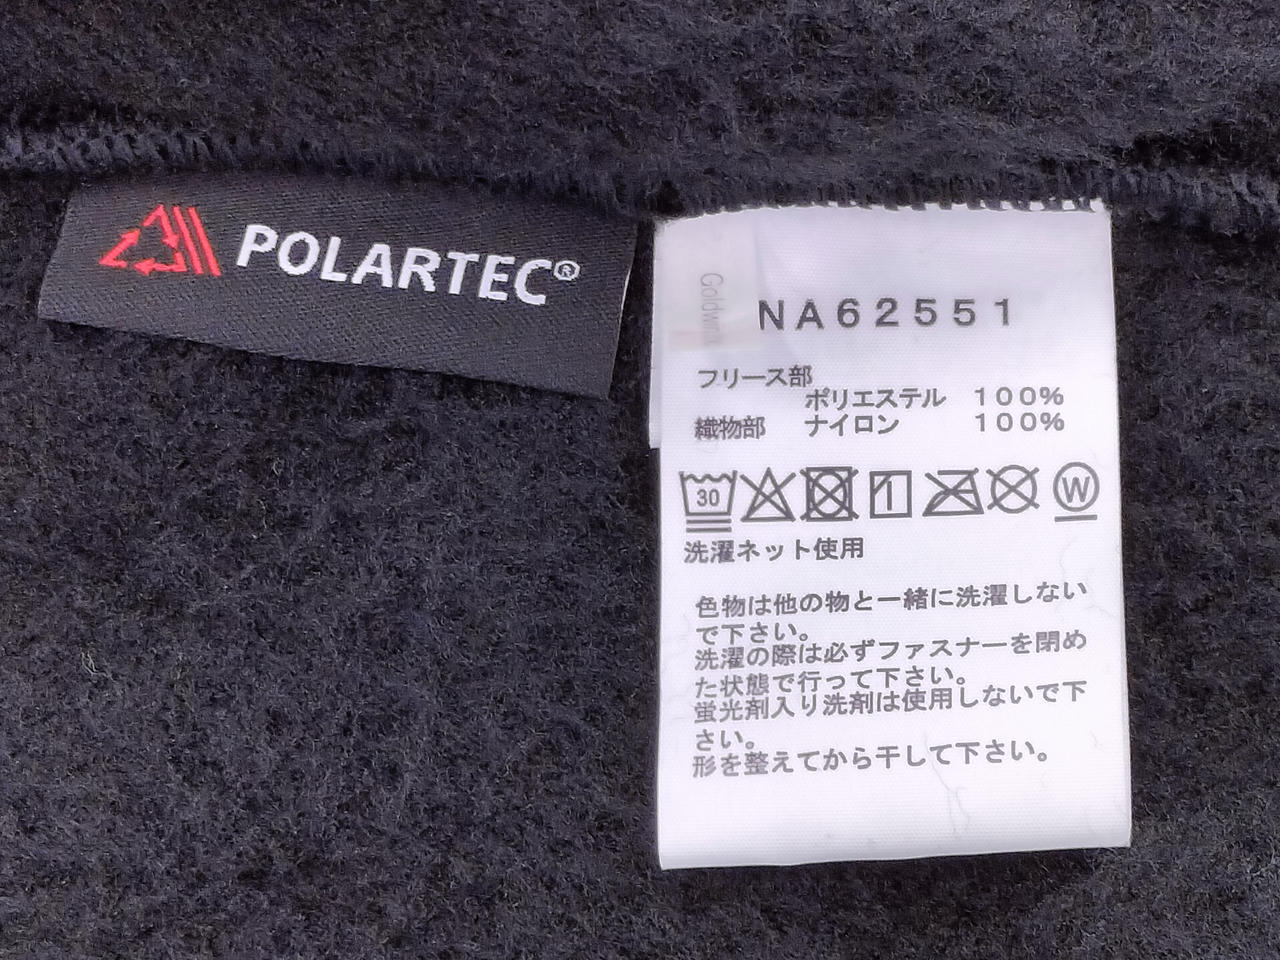 POLARTEC®
NA62551
フリース部
ポリエステル 100%
織物部 ナイロン 100%
30
W
洗濯ネット使用
色物は他の物と一緒に洗濯しない
で下さい。
洗濯の際は必ずファスナーを閉め
た状態で行って下さい。
蛍光剤入り洗剤は使用しないで下
さい。
形を整えてから干して下さい。